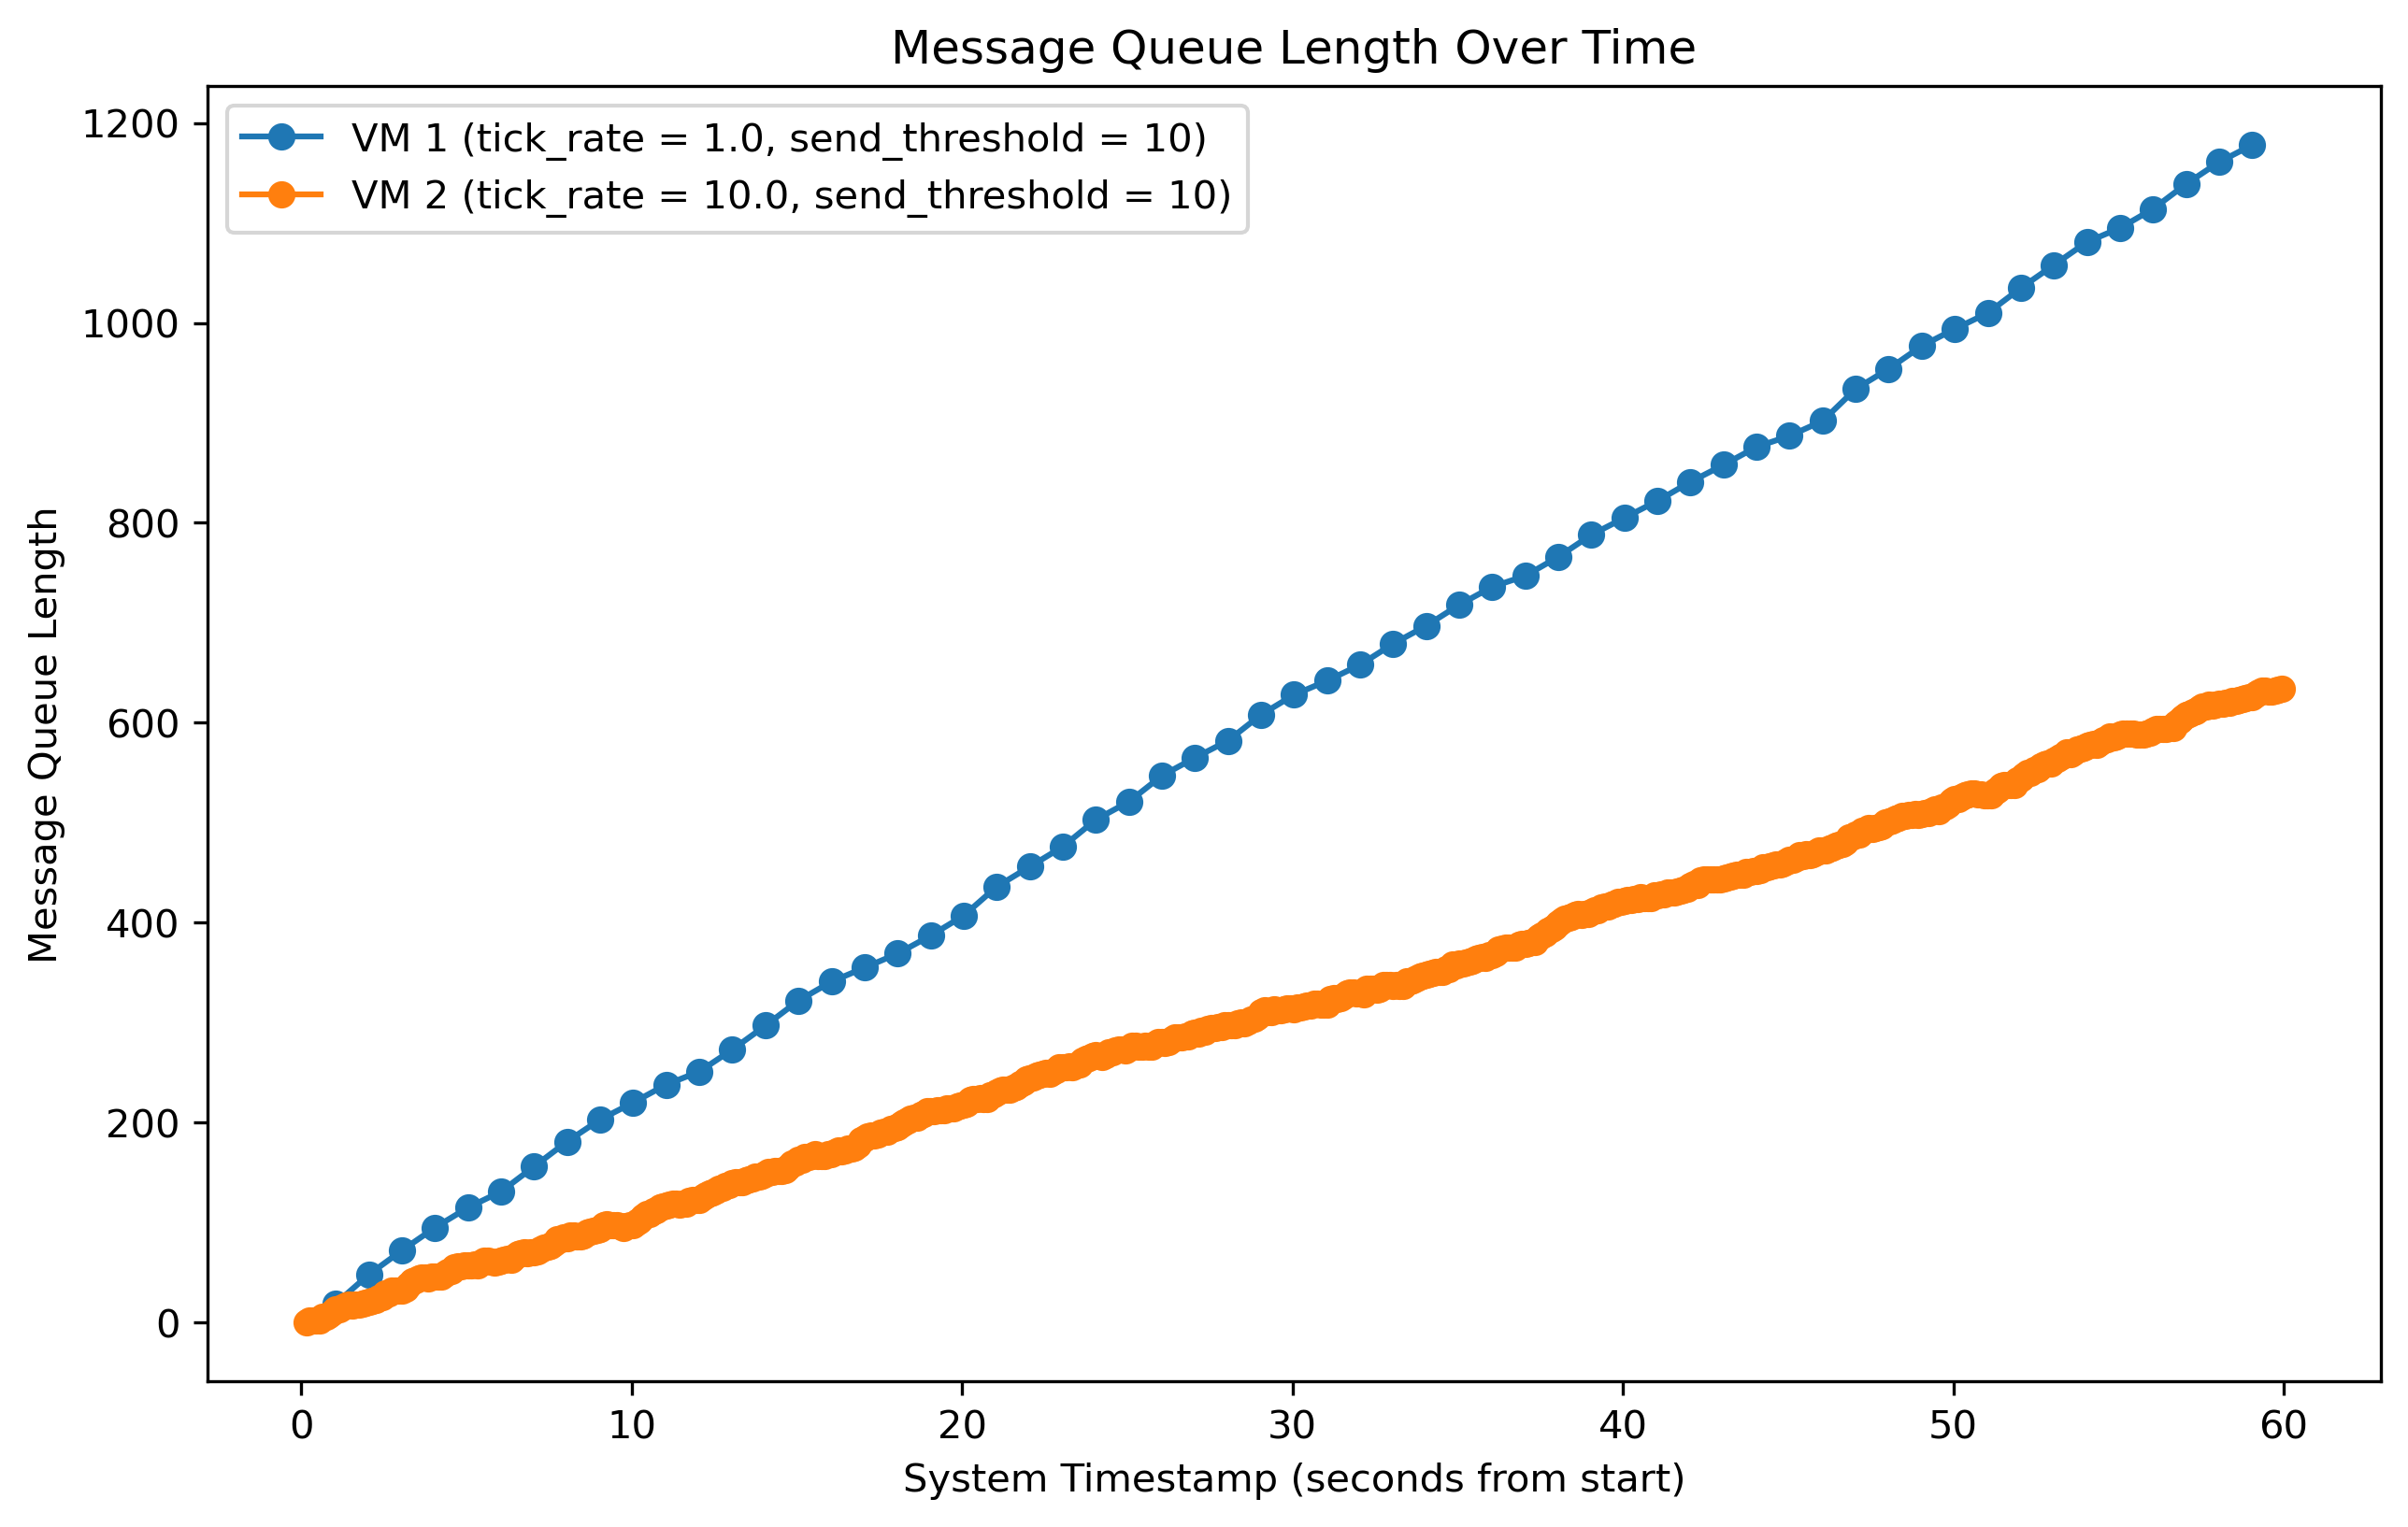 Message Queue Length Over Time
VM 1 (tick_rate = 1.0, send_threshold = 10)
VM 2 (tick_rate = 10.0, send_threshold = 10)
Message Queue Length
1200
1000
800
600
400
200
0
0 10 20 30 40 50 60
System Timestamp (seconds from start)